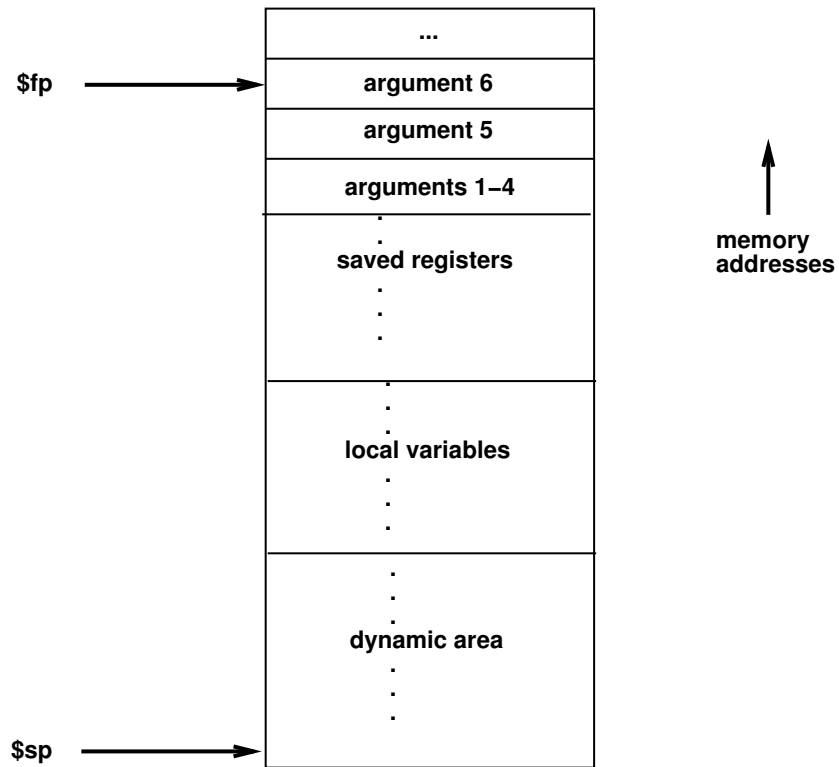 ...
$fp
argument 6
argument 5
arguments 1−4
saved registers
memory
addresses
local variables
dynamic area
$sp